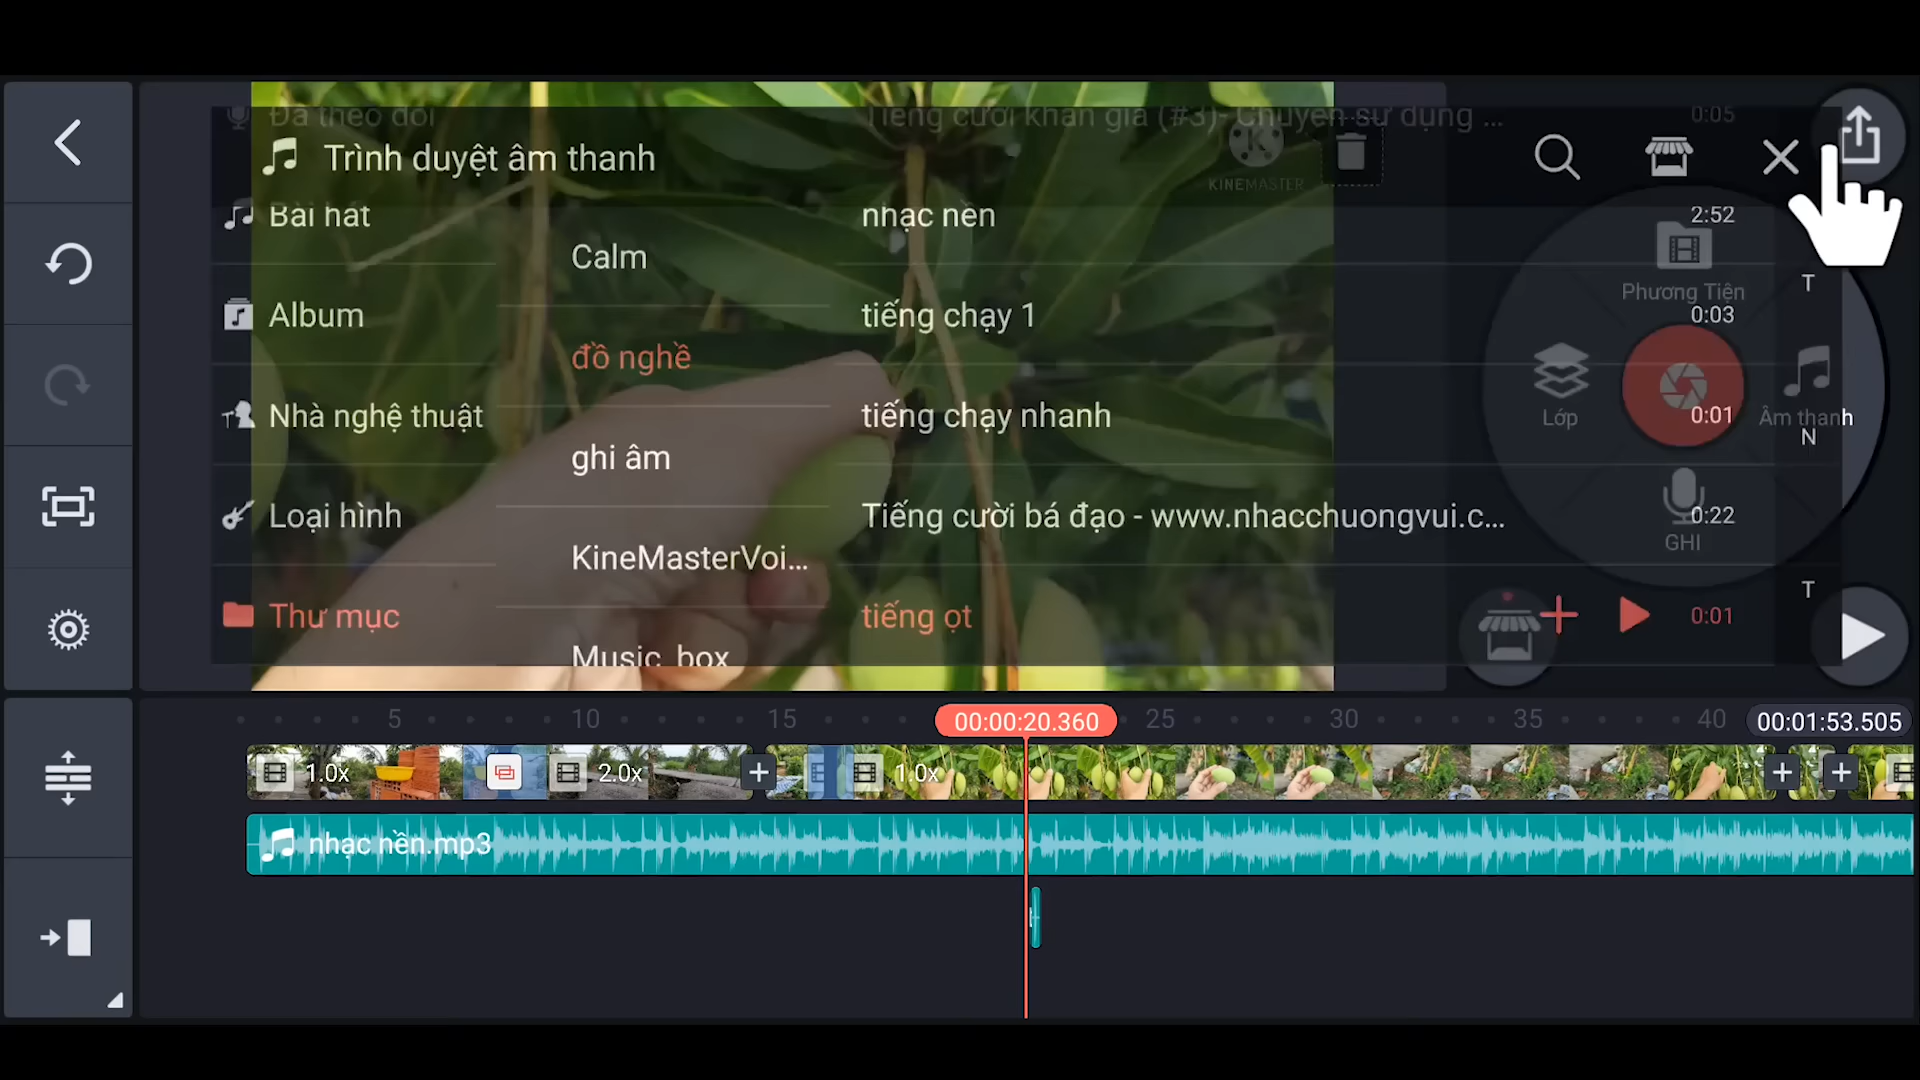 Đã theo dõi
Tiếng cười khán giả (#3)- Chuyên sử dụng ...
0:05
Trình duyệt âm thanh
KINEMASTER
Bài hát
nhạc nền
2:52
Calm
Phương Tiện
T
Album
tiếng chạy 1
0:03
đồ nghề
Nhà nghệ thuật
tiếng chạy nhanh
Lớp
0:01
Âm thanh
N
ghi âm
Loại hình
Tiếng cười bá đạo - www.nhacchuongvui.c...
0:22
GHI
KineMasterVoi...
T
Thư mục
tiếng ọt
0:01
Music_box
5
10
15
00:00:20.360
25
30
35
40
00:01:53.505
1.0x
2.0x
1.0x
nhạc nền.mp3